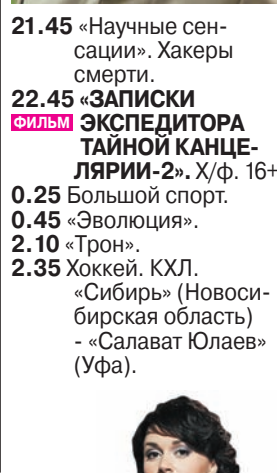 21.45 «Научные сен-
сации». Хакеры
смерти.
22.45 «ЗАПИСКИ
ФИЛЬМ ЭКСПЕДИТОРА
ТАЙНОЙ КАНЦЕ-
ЛЯРИИ-2». Х/ф. 16+
0.25 Большой спорт.
0.45 «Эволюция».
2.10 «Трон».
2.35 Хоккей. КХЛ.
«Сибирь» (Новоси-
бирская область)
- «Салават Юлаев»
(Уфа).